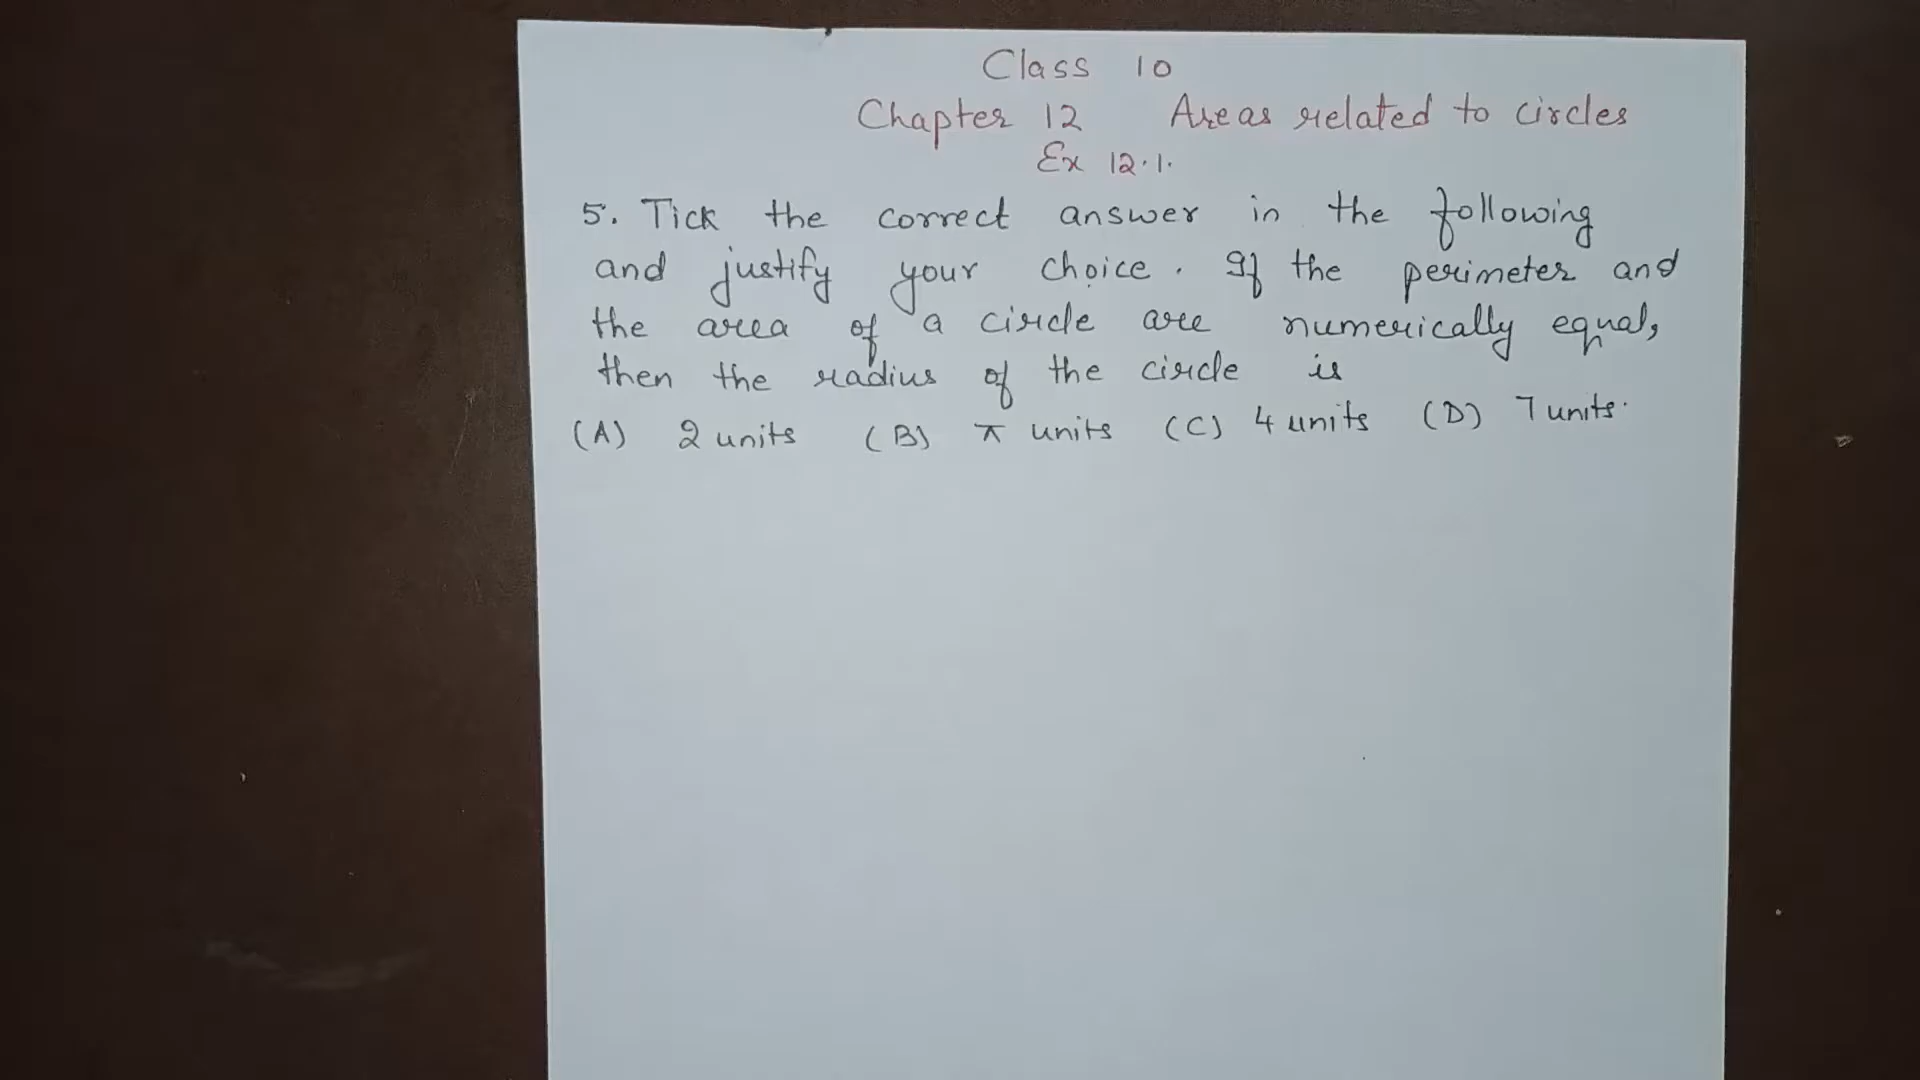 Class 10
Chapter 12 Areas related to circles
Ex 12.1.
5. Tick the correct answer in the following
and justify your choice. If the perimeter and
the area of a circle are numerically equal,
then the radius of the circle is
(A) 2 units (B) π units (C) 4 units (D) 7 units.